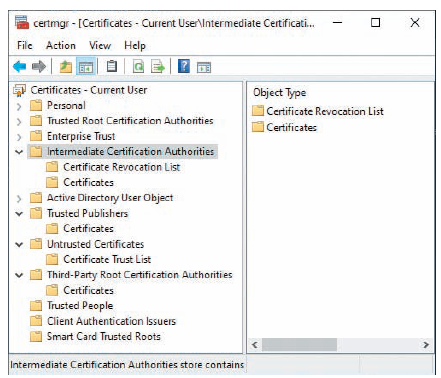 certmgr - [Certificates - Current User\Intermediate Certificati...
File Action View Help
Certificates - Current User
Personal
Trusted Root Certification Authorities
Enterprise Trust
Intermediate Certification Authorities
Certificate Revocation List
Certificates
Active Directory User Object
Trusted Publishers
Certificates
Untrusted Certificates
Certificate Trust List
Third-Party Root Certification Authorities
Certificates
Trusted People
Client Authentication Issuers
Smart Card Trusted Roots
Object Type
Certificate Revocation List
Certificates
Intermediate Certification Authorities store contains